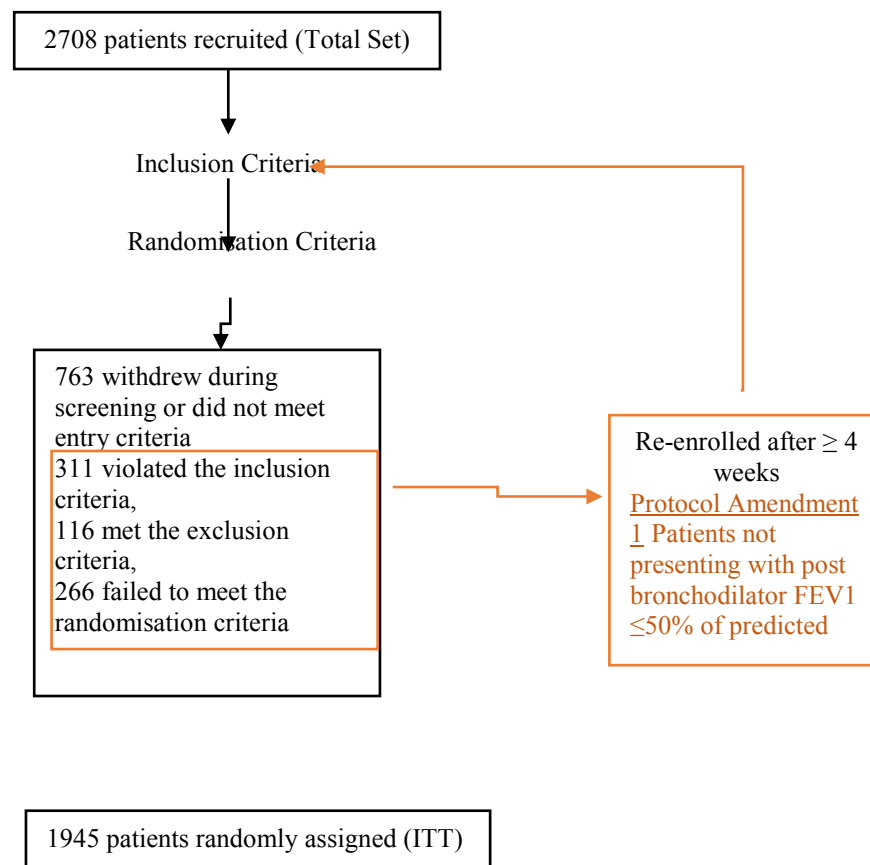 2708 patients recruited (Total Set)
Inclusion Criteria
Randomisation Criteria
763 withdrew during
screening or did not meet
entry criteria
311 violated the inclusion
criteria,
116 met the exclusion
criteria,
266 failed to meet the
randomisation criteria
Re-enrolled after ≥ 4
weeks
Protocol Amendment
1 Patients not
presenting with post
bronchodilator FEV1
≤50% of predicted
1945 patients randomly assigned (ITT)